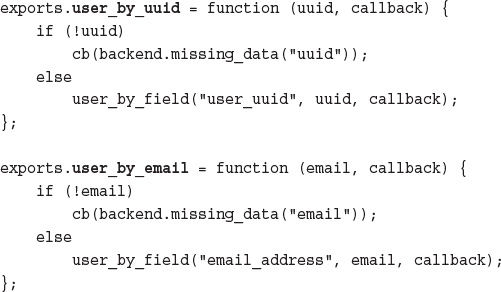 exports.user_by_uuid = function (uuid, callback) {
    if (!uuid)
        cb(backend.missing_data("uuid"));
    else
        user_by_field("user_uuid", uuid, callback);
};

exports.user_by_email = function (email, callback) {
    if (!email)
        cb(backend.missing_data("email"));
    else
        user_by_field("email_address", email, callback);
};